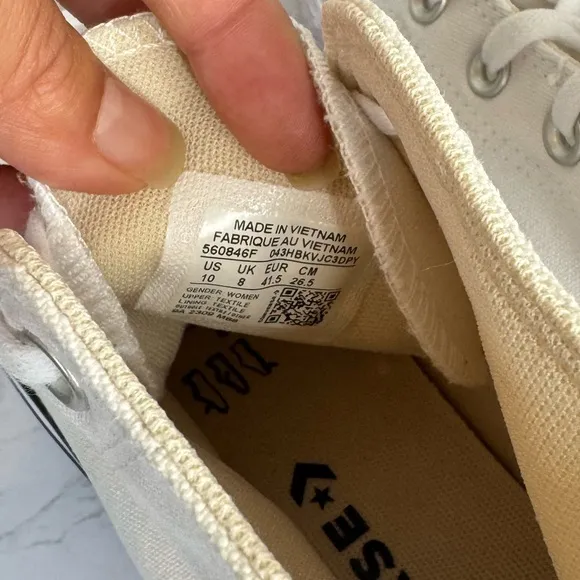 MADE IN VIETNAM
FABRIQUE AU VIETNAM
560846F 043HBKVJC3DPY
US UK EUR CM
10 8 41.5 26.5
GENDER: WOMEN
UPPER TEXTILE
LINING TEXTILE